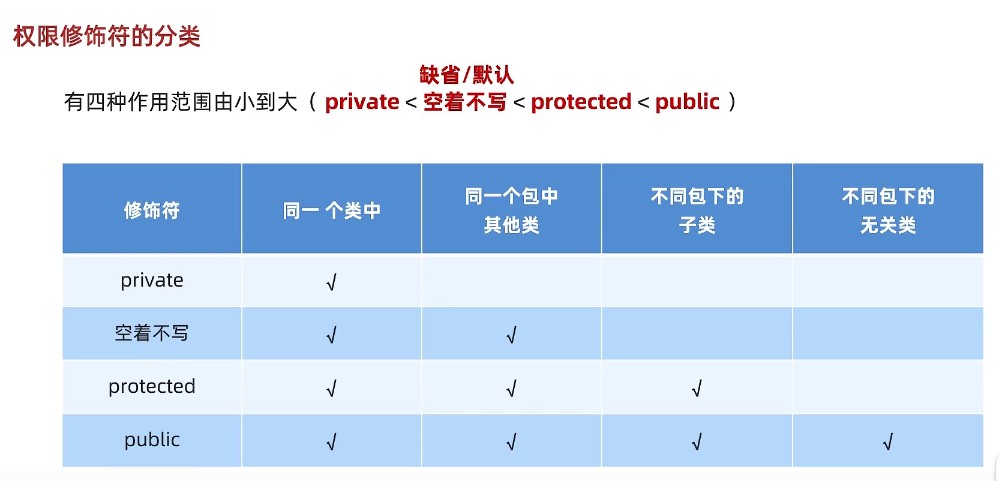 权限修饰符的分类
缺省/默认
有四种作用范围由小到大（ private < 空着不写 < protected < public ）
修饰符 同一 个类中 同一个包中 不同包下的 不同包下的
其他类 子类 无关类
private √
空着不写 √ √
protected √ √ √
public √ √ √ √